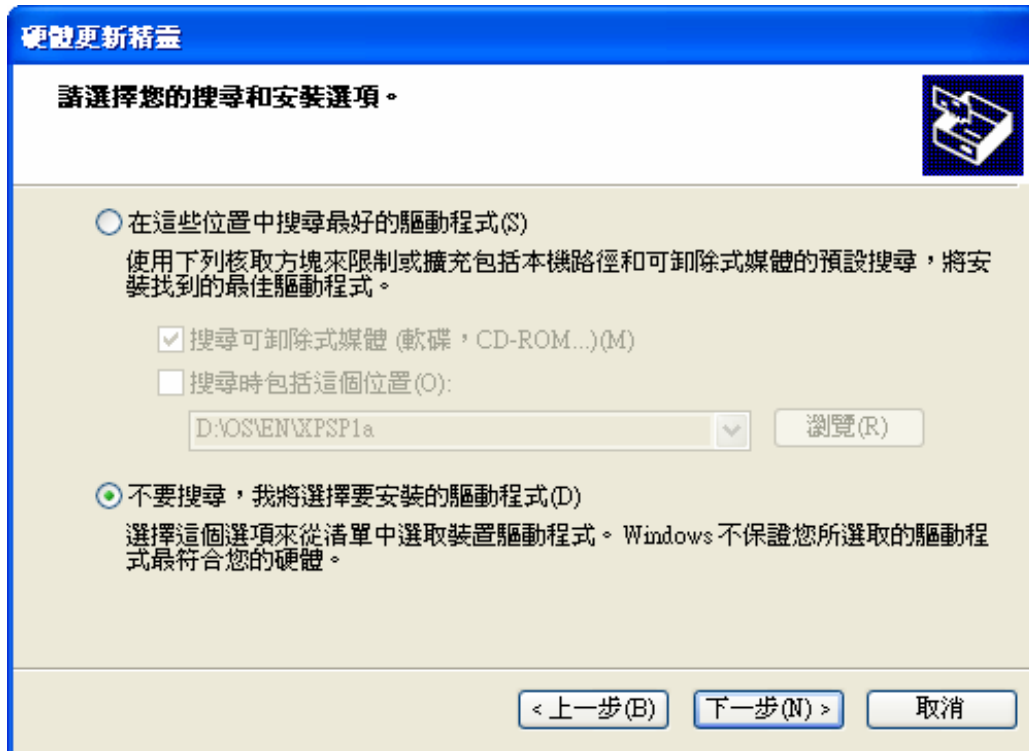 硬體更新精靈
請選擇您的搜尋和安裝選項。
在這些位置中搜尋最好的驅動程式(S)
使用下列核取方塊來限制或擴充包括本機路徑和可卸除式媒體的預設搜尋，將安
裝找到的最佳驅動程式。
搜尋可卸除式媒體 (軟碟，CD-ROM...)(M)
搜尋時包括這個位置(O):
D:\OS\EN\XPSP1a
瀏覽(R)
不要搜尋，我將選擇要安裝的驅動程式(D)
選擇這個選項來從清單中選取裝置驅動程式。Windows 不保證您所選取的驅動程
式最符合您的硬體。
< 上一步(B)  下一步(N) >  取消